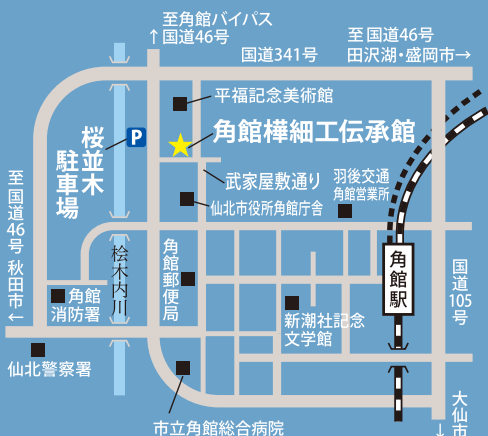 至角館バイパス
↑国道46号
至国道46号
国道341号
田沢湖・盛岡市→
平福記念美術館
P
角館樺細工伝承館
桜並木
駐車場
武家屋敷通り
羽後交通
角館営業所
仙北市役所角館庁舎
至国道46号 秋田市←
桧木内川
角館郵便局
角館駅
国道105号
角館
消防署
新潮社記念
文学館
仙北警察署
大仙市↓
市立角館総合病院